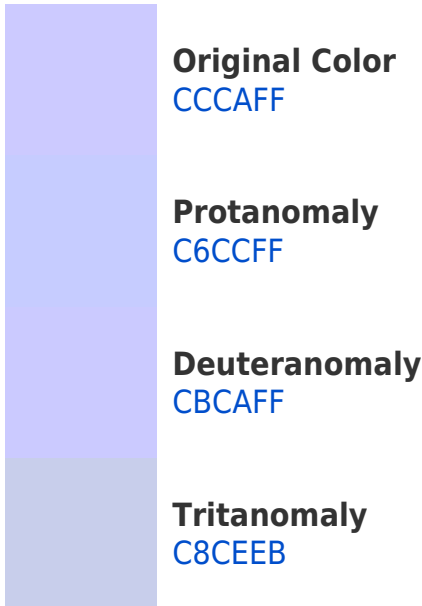 Original Color
CCCAFF
Protanomaly
C6CCFF
Deuteranomaly
CBCAFF
Tritanomaly
C8CEEB